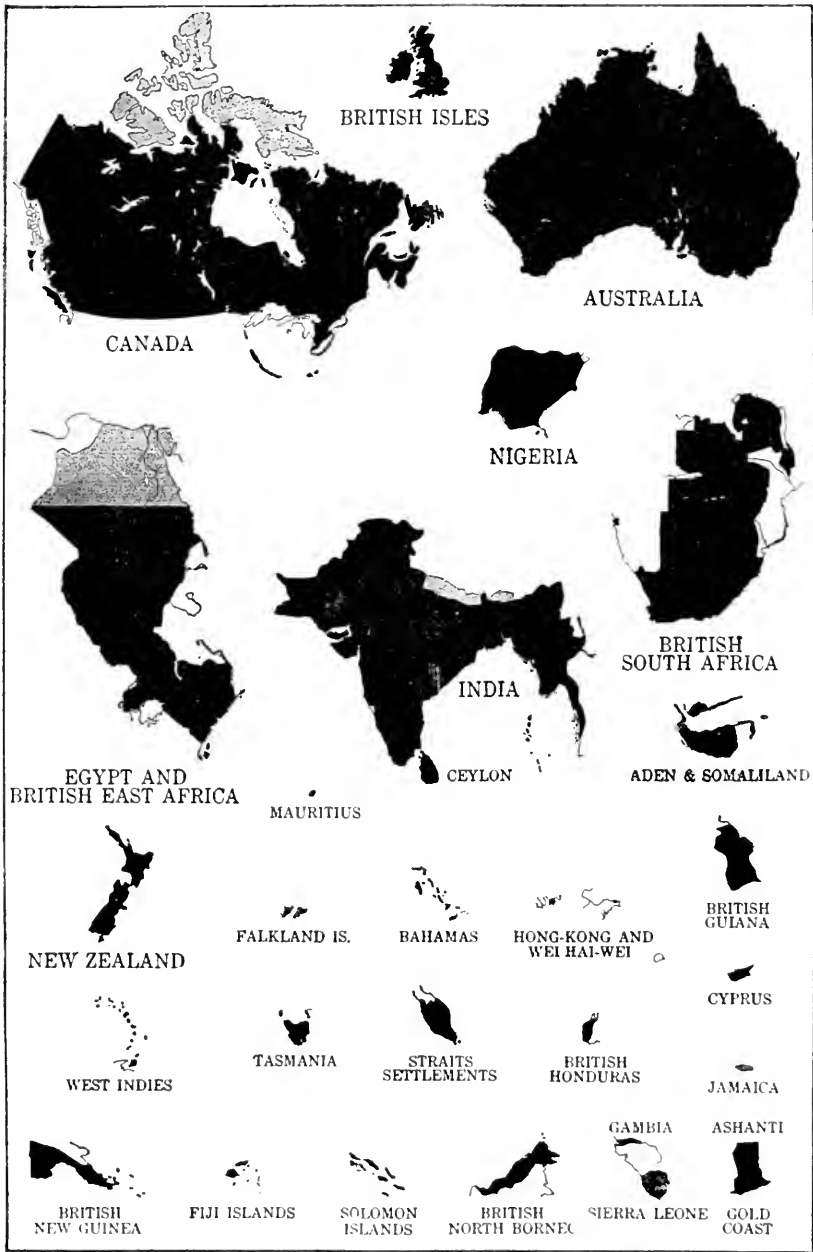 BRITISH ISLES
AUSTRALIA
CANADA
NIGERIA
BRITISH
SOUTH AFRICA
INDIA
CEYLON
ADEN & SOMALILAND
EGYPT AND
BRITISH EAST AFRICA
MAURITIUS
NEW ZEALAND
FALKLAND IS.
BAHAMAS
HONG-KONG AND
WEI HAI-WEI
BRITISH
GUIANA
CYPRUS
WEST INDIES
TASMANIA
STRAITS
SETTLEMENTS
BRITISH
HONDURAS
JAMAICA
GAMBIA
ASHANTI
BRITISH
NEW GUINEA
FIJI ISLANDS
SOLOMON
ISLANDS
BRITISH
NORTH BORNEO
SIERRA LEONE
GOLD
COAST